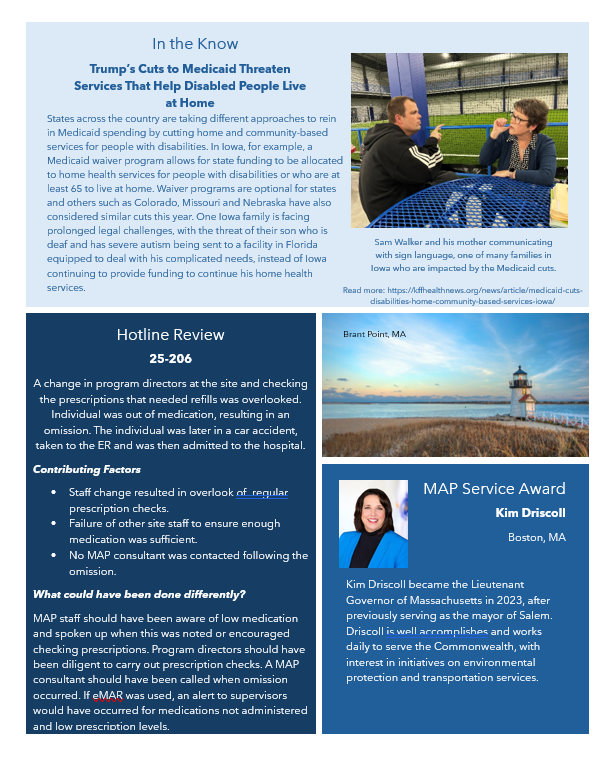 In the Know
Trump's Cuts to Medicaid Threaten
Services That Help Disabled People Live
at Home
States across the country are taking different approaches to rein
in Medicaid spending by cutting home and community-based
services for people with disabilities. In Iowa, for example, a
Medicaid waiver program allows for state funding to be allocated
to home health services for people with disabilities or who are at
least 65 to live at home. Waiver programs are optional for states
and others such as Colorado, Missouri and Nebraska have also
considered similar cuts this year. One Iowa family is facing
prolonged legal challenges, with the threat of their son who is
deaf and has severe autism being sent to a facility in Florida
equipped to deal with his complicated needs, instead of Iowa
continuing to provide funding to continue his home health
services.
Sam Walker and his mother communicating
with sign language, one of many families in
Iowa who are impacted by the Medicaid cuts.
Read more: https://kffhealthnews.org/news/article/medicaid-cuts-
disabilities-home-community-based-services-iowa/
Hotline Review
25-206
A change in program directors at the site and checking
the prescriptions that needed refills was overlooked.
Individual was out of medication, resulting in an
omission. The individual was later in a car accident,
taken to the ER and was then admitted to the hospital.
Contributing Factors
• Staff change resulted in overlook of regular
prescription checks.
• Failure of other site staff to ensure enough
medication was sufficient.
• No MAP consultant was contacted following the
omission.
What could have been done differently?
MAP staff should have been aware of low medication
and spoken up when this was noted or encouraged
checking prescriptions. Program directors should have
been diligent to carry out prescription checks. A MAP
consultant should have been called when omission
occurred. If eMAR was used, an alert to supervisors
would have occurred for medications not administered
and low prescription levels.
Brant Point, MA
MAP Service Award
Kim Driscoll
Boston, MA
Kim Driscoll became the Lieutenant
Governor of Massachusetts in 2023, after
previously serving as the mayor of Salem.
Driscoll is well accomplishes and works
daily to serve the Commonwealth, with
interest in initiatives on environmental
protection and transportation services.